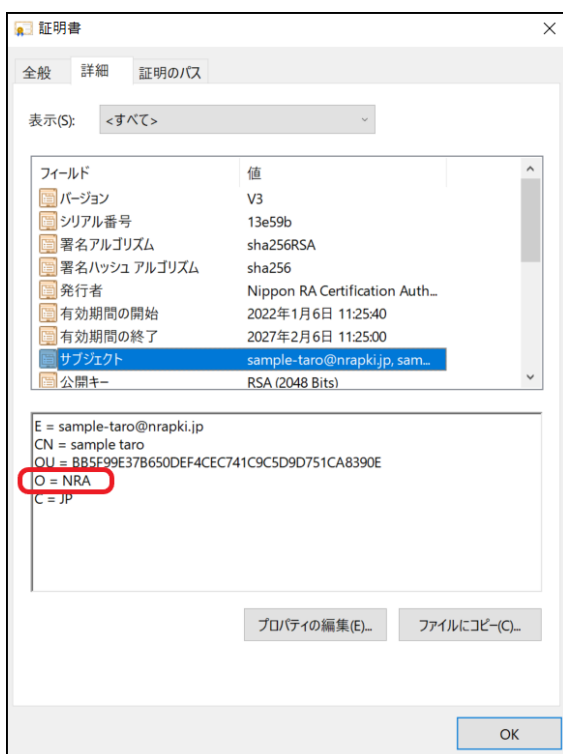 証明書
全般 詳細 証明のパス
表示(S): <すべて>
フィールド 値
バージョン V3
シリアル番号 13e59b
署名アルゴリズム sha256RSA
署名ハッシュ アルゴリズム sha256
発行者 Nippon RA Certification Auth...
有効期間の開始 2022年1月6日 11:25:40
有効期間の終了 2027年2月6日 11:25:00
サブジェクト sample-taro@nrapki.jp, sam...
公開キー RSA (2048 Bits)
E = sample-taro@nrapki.jp
CN = sample taro
OU = BB5F99E37B650DEF4CEC741C9C5D9D751CA8390E
O = NRA
C = JP
プロパティの編集(E)... ファイルにコピー(C)...
OK